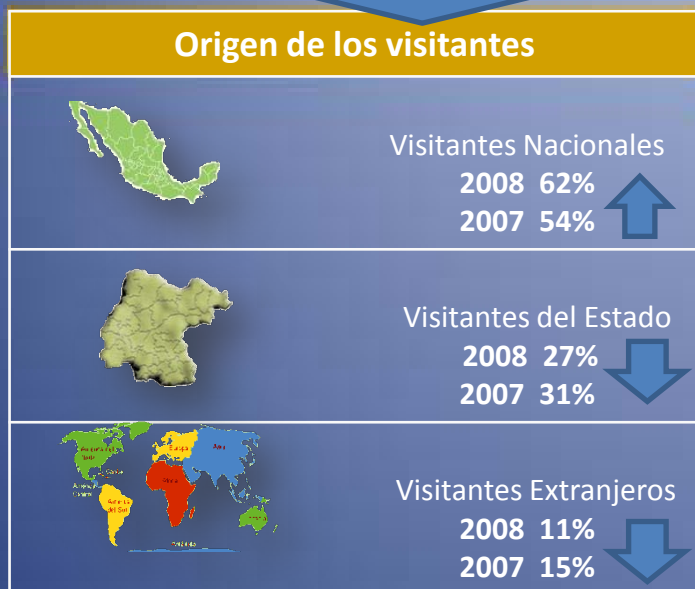 Origen de los visitantes
Visitantes Nacionales
2008 62%
2007 54%
Visitantes del Estado
2008 27%
2007 31%
Europa
Asia
África
América
del Sur
Visitantes Extranjeros
2008 11%
2007 15%